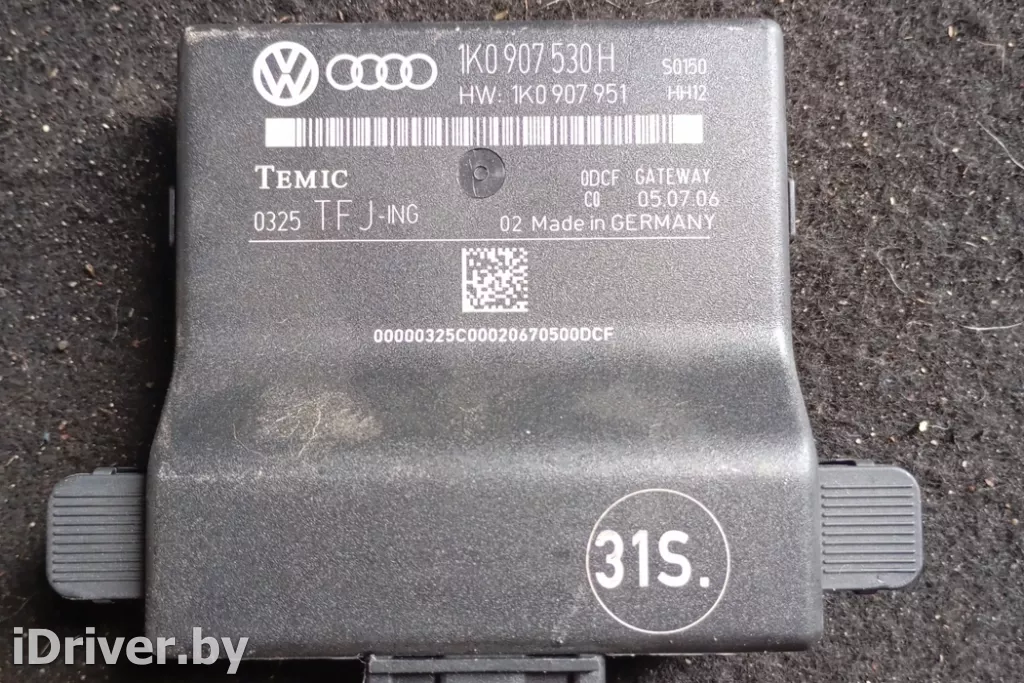 1K0 907 530 H S0150
HW: 1K0 907 951 HH12
TEMIC
0DCF GATEWAY
C0 05.07.06
0325 TFJ-ING
02 Made in GERMANY
00000325C00020670500DCF
31S.
iDriver.by